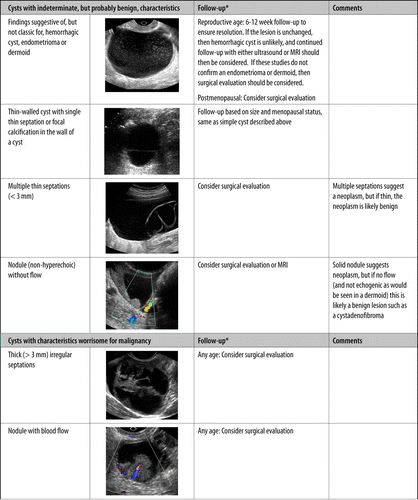 Cysts with indeterminate, but probably benign, characteristics
Follow-up*
Comments
Findings suggestive of, but
not classic for, hemorrhagic
cyst, endometrioma or
dermoid
Reproductive age: 6-12 week follow-up to
ensure resolution. If the lesion is unchanged,
then hemorrhagic cyst is unlikely, and continued
follow-up with either ultrasound or MRI should
then be considered. If these studies do not
confirm an endometrioma or dermoid, then
surgical evaluation should be considered.
Postmenopausal: Consider surgical evaluation
Thin-walled cyst with single
thin septation or focal
calcification in the wall of
a cyst
Follow-up based on size and menopausal status,
same as simple cyst described above
Multiple thin septations
(< 3 mm)
Consider surgical evaluation
Multiple septations suggest
a neoplasm, but if thin, the
neoplasm is likely benign
Nodule (non-hyperechoic)
without flow
Consider surgical evaluation or MRI
Solid nodule suggests
neoplasm, but if no flow
(and not echogenic as would
be seen in a dermoid) this is
likely a benign lesion such as
a cystadenofibroma
Cysts with characteristics worrisome for malignancy
Follow-up*
Comments
Thick (> 3 mm) irregular
septations
Any age: Consider surgical evaluation
Nodule with blood flow
Any age: Consider surgical evaluation